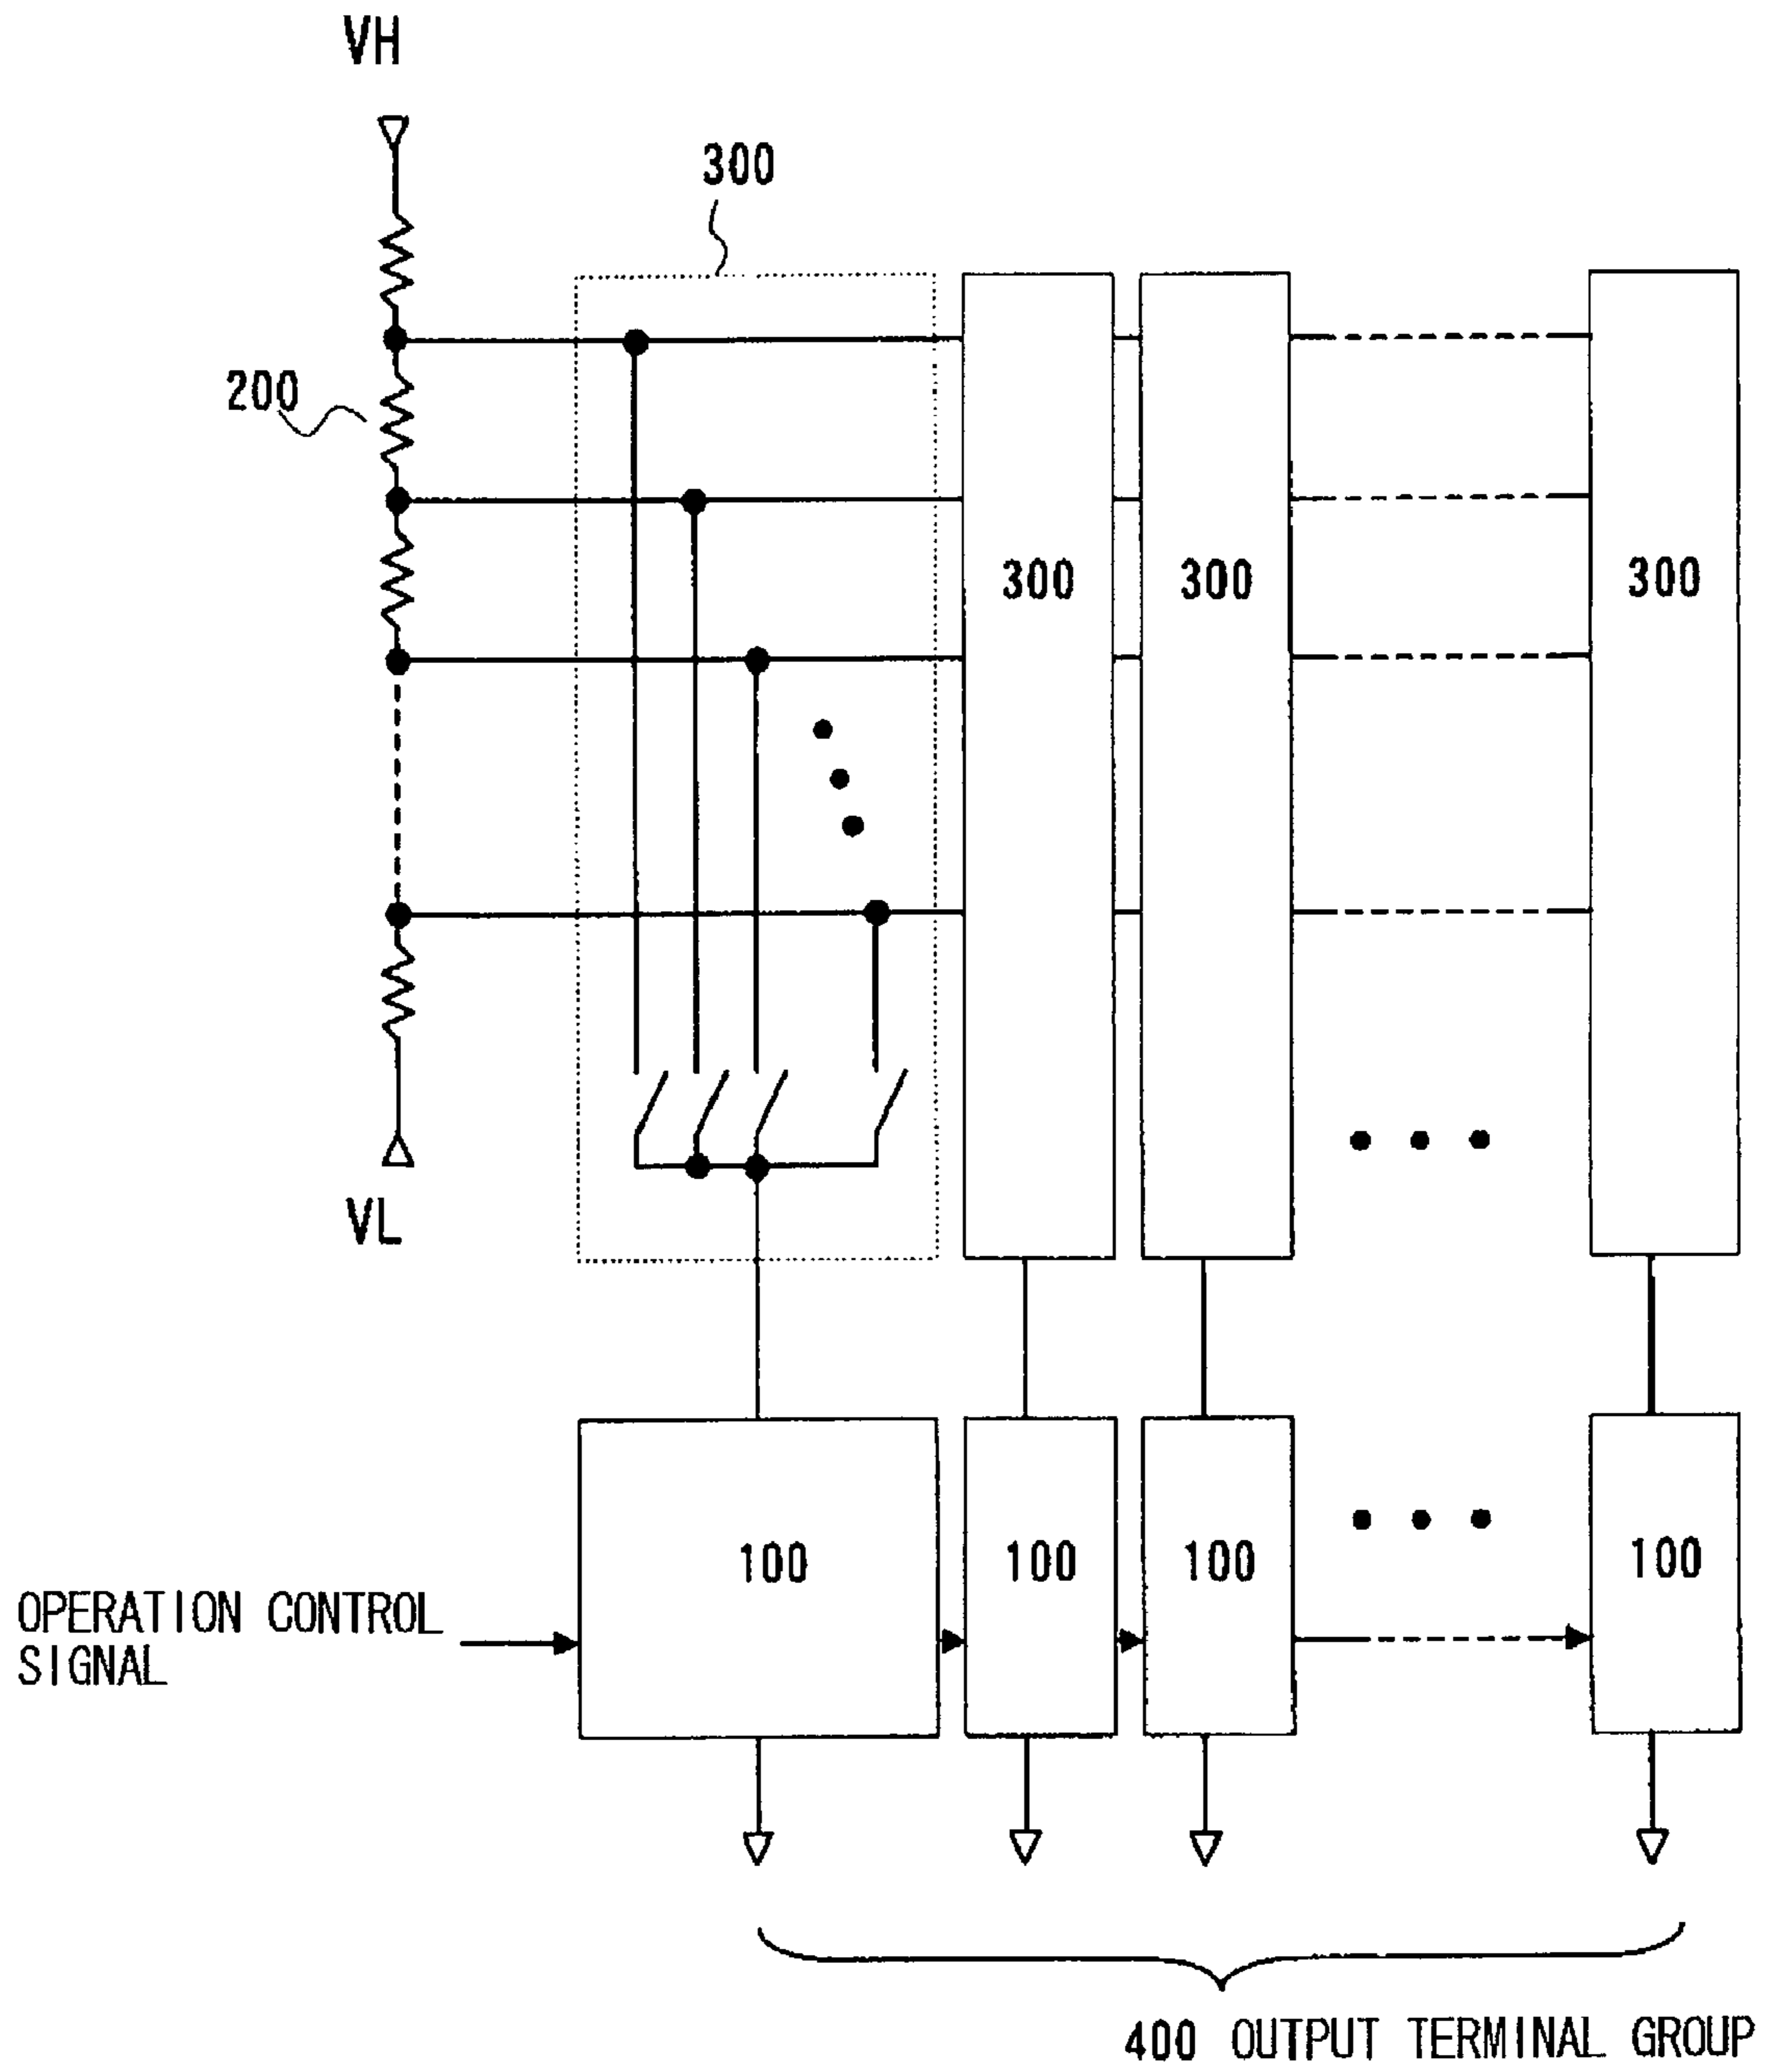 VH
300
200
300 300 300
VL
100 100 100 100
OPERATION CONTROL
SIGNAL
400 OUTPUT TERMINAL GROUP